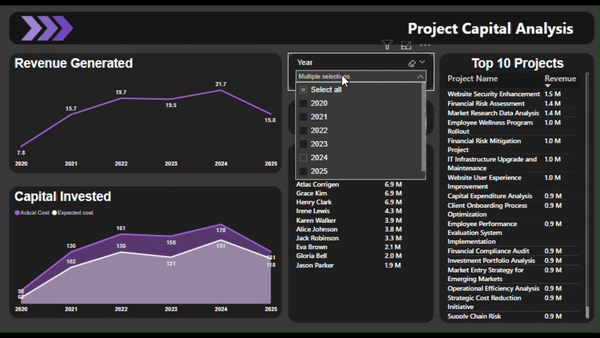 Project Capital Analysis
Revenue Generated
21.7
19.7
19.5
15.7
15.8
7.8
2020 2021 2022 2023 2024 2025
Capital Invested
Actual Cost Expected cost
161
178
158
130
130
151
103
121
118
2020 2021 2022 2023 2024 2025
Year
Multiple selections
Select all
2020
2021
2022
2023
2024
2025
Atlas Corrigen 6.9 M
Grace Kim 6.9 M
Henry Clark 6.9 M
Irene Lewis 4.3 M
Karen Walker 3.9 M
Alice Johnson 3.8 M
Jack Robinson 3.3 M
Eva Brown 2.1 M
Gloria Bell 2.0 M
Jason Parker 1.9 M
Top 10 Projects
Project Name Revenue
Website Security Enhancement 1.5 M
Financial Risk Assessment 1.4 M
Market Research Data Analysis 1.4 M
Employee Wellness Program 1.0 M
Rollout
Financial Risk Mitigation 1.0 M
Project
IT Infrastructure Upgrade and 1.0 M
Maintenance
Website User Experience 1.0 M
Improvement
Capital Expenditure Analysis 0.9 M
Client Onboarding Process 0.9 M
Optimization
Employee Performance 0.9 M
Evaluation System
Implementation
Financial Compliance Audit 0.9 M
Investment Portfolio Analysis 0.9 M
Market Entry Strategy for 0.9 M
Emerging Markets
Operational Efficiency Analysis 0.9 M
Strategic Cost Reduction 0.9 M
Initiative
Supply Chain Risk 0.9 M